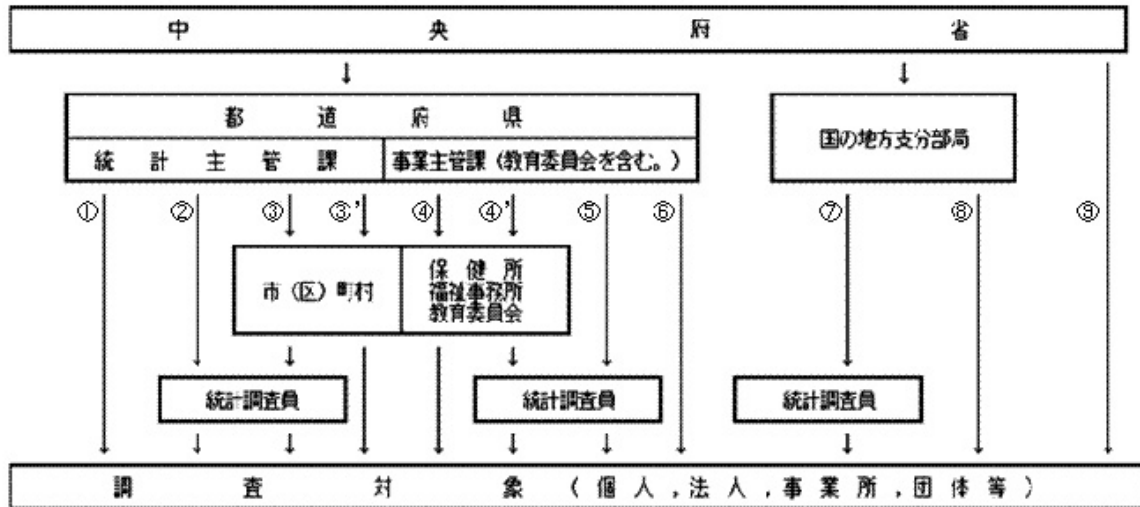 中央府省
都道府県
統計主管課
事業主管課（教育委員会を含む。）
国の地方支分部局
①
②
③
③'
④
④'
⑤
⑥
⑦
⑧
⑨
市（区）町村
保健所
福祉事務所
教育委員会
統計調査員
統計調査員
統計調査員
調査対象（個人，法人，事業所，団体等）